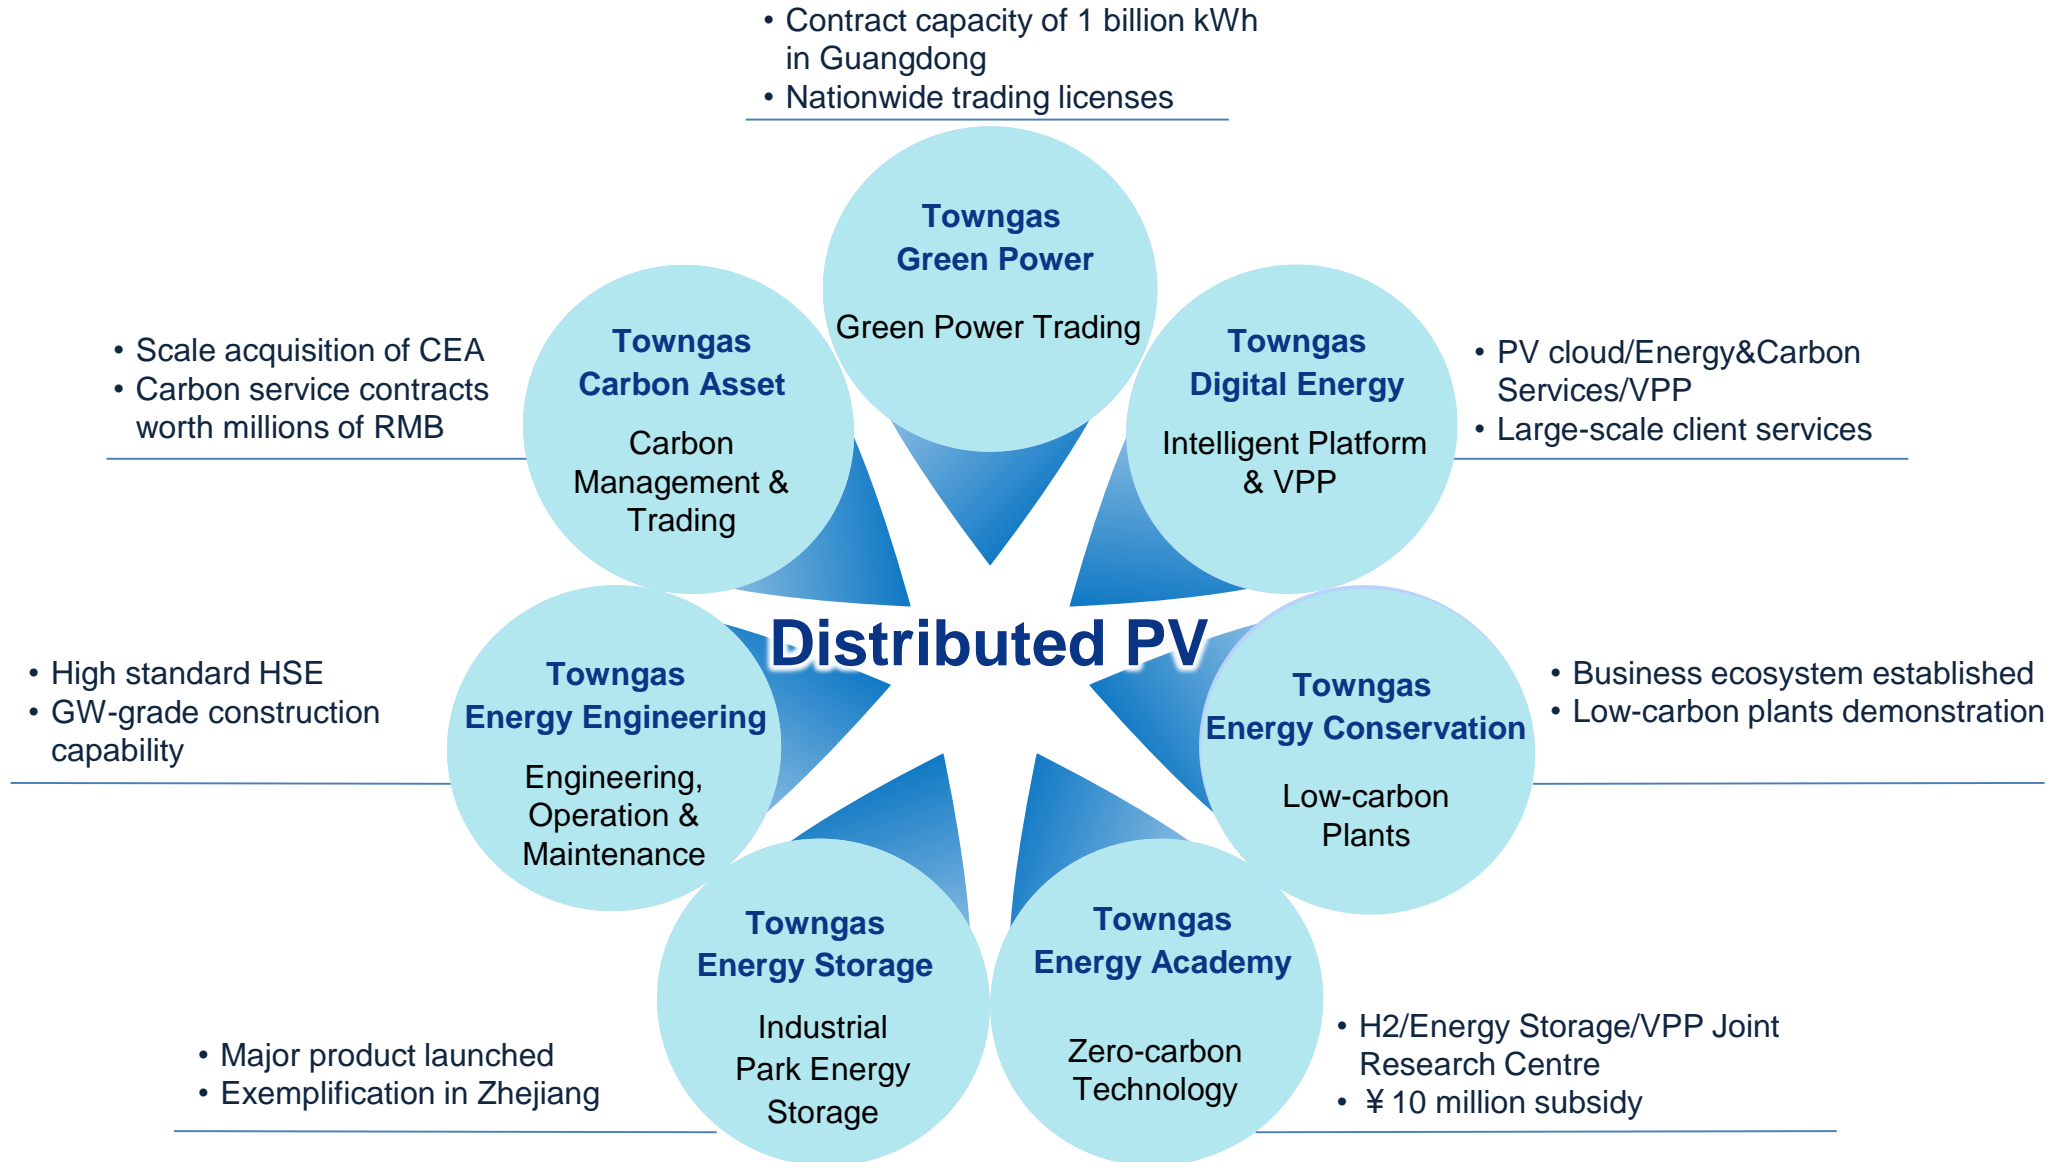 • Contract capacity of 1 billion kWh
in Guangdong
• Nationwide trading licenses
Towngas
Green Power
Green Power Trading
Towngas
Carbon Asset
Carbon
Management &
Trading
• Scale acquisition of CEA
• Carbon service contracts
worth millions of RMB
Towngas
Digital Energy
Intelligent Platform
& VPP
• PV cloud/Energy&Carbon
Services/VPP
• Large-scale client services
Distributed PV
• High standard HSE
• GW-grade construction
capability
Towngas
Energy Engineering
Engineering,
Operation &
Maintenance
Towngas
Energy Conservation
Low-carbon
Plants
• Business ecosystem established
• Low-carbon plants demonstration
Towngas
Energy Storage
Industrial
Park Energy
Storage
• Major product launched
• Exemplification in Zhejiang
Towngas
Energy Academy
Zero-carbon
Technology
• H2/Energy Storage/VPP Joint
Research Centre
• ¥10 million subsidy